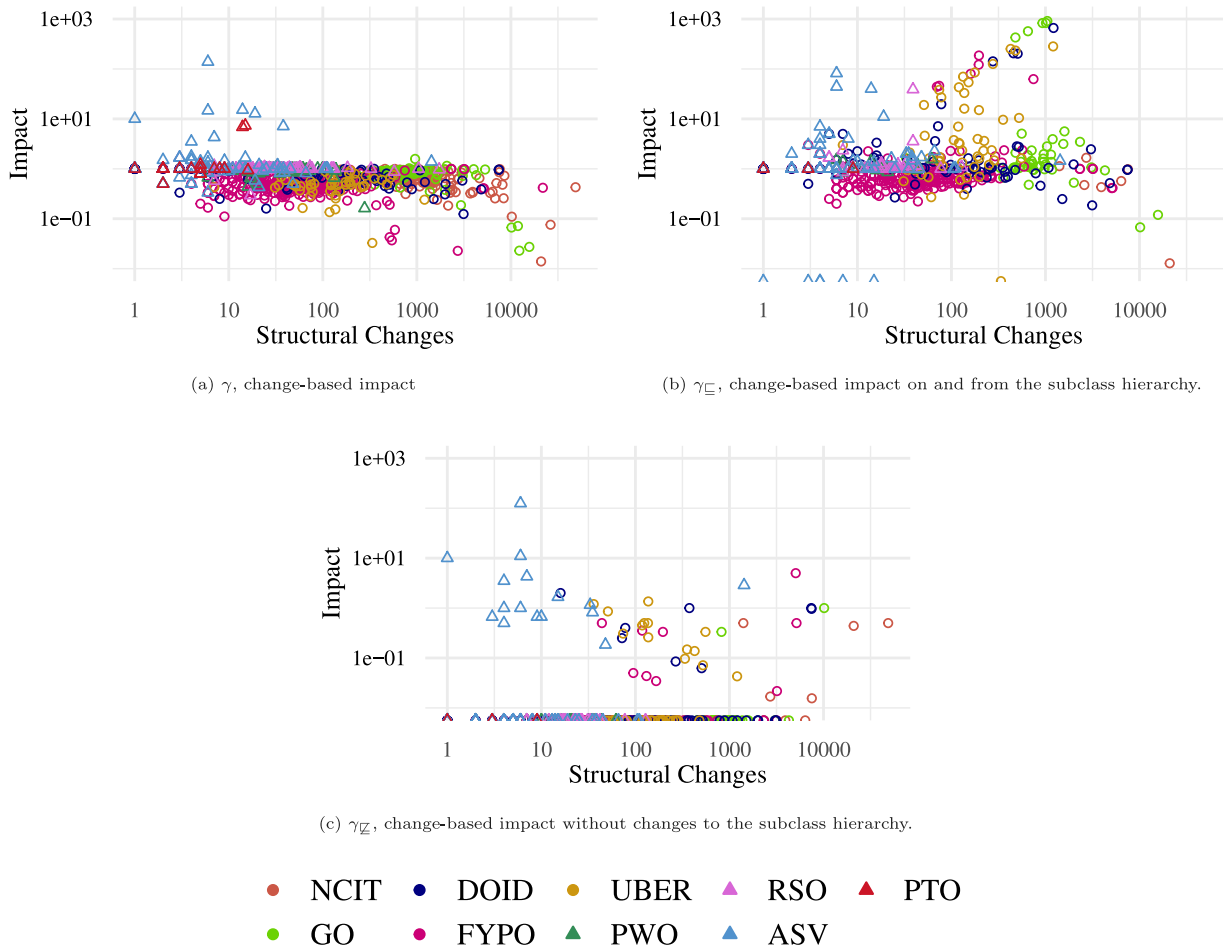 1e+03
1e+01
1e−01
Impact
1 10 100 1000 10000
Structural Changes
(a) γ, change-based impact
1e+03
1e+01
1e−01
Impact
1 10 100 1000 10000
Structural Changes
(b) γ⊑, change-based impact on and from the subclass hierarchy.
1e+03
1e+01
1e−01
Impact
1 10 100 1000 10000
Structural Changes
(c) γ⋢, change-based impact without changes to the subclass hierarchy.
NCIT DOID UBER RSO PTO
GO FYPO PWO ASV